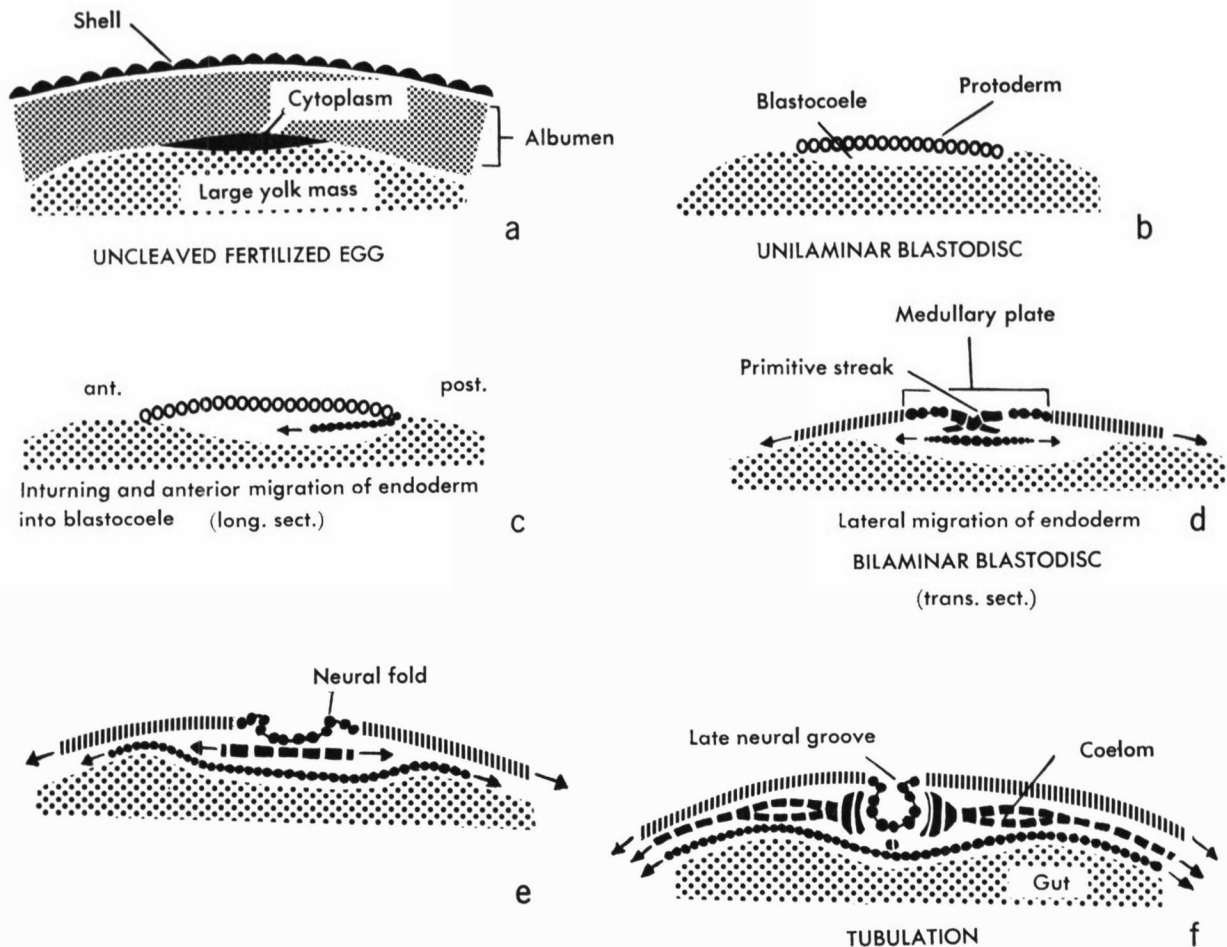 Shell
Cytoplasm
Albumen
Large yolk mass
a
UNCLEAVED FERTILIZED EGG
Protoderm
Blastocoele
b
UNILAMINAR BLASTODISC
ant.
post.
Inturning and anterior migration of endoderm
into blastocoele (long. sect.)
c
Medullary plate
Primitive streak
Lateral migration of endoderm
d
BILAMINAR BLASTODISC
(trans. sect.)
Neural fold
e
Late neural groove
Coelom
Gut
TUBULATION
f